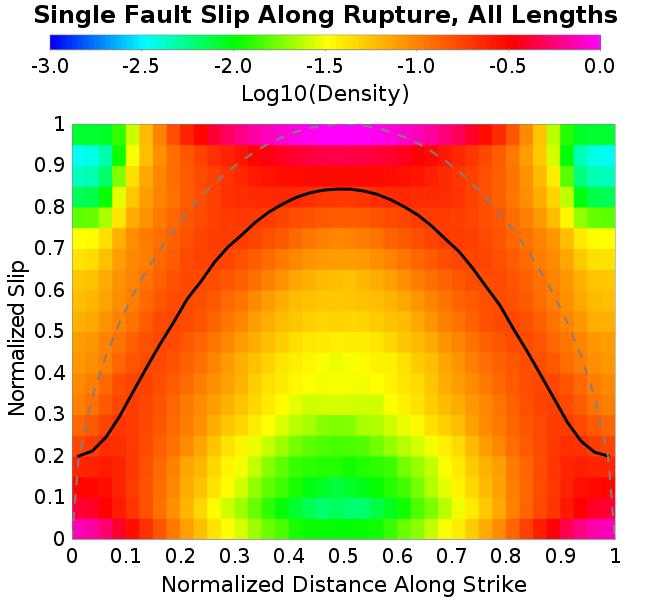 Single Fault Slip Along Rupture, All Lengths
-3.0 -2.5 -2.0 -1.5 -1.0 -0.5 0.0
Log10(Density)
1
0.9
0.8
0.7
0.6
0.5
0.4
0.3
0.2
0.1
0
Normalized Slip
0 0.1 0.2 0.3 0.4 0.5 0.6 0.7 0.8 0.9 1
Normalized Distance Along Strike